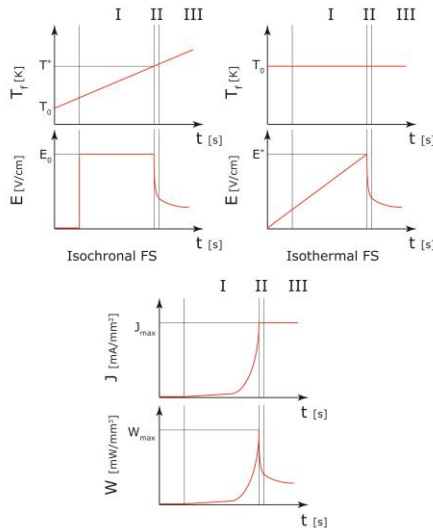 I II III
T_f [K]
T*
T_0
t [s]
E [V/cm]
E_0
t [s]
Isochronal FS
I II III
T_f [K]
T_0
t [s]
E [V/cm]
E*
t [s]
Isothermal FS
I II III
J [mA/mm²]
J_max
t [s]
W [mW/mm³]
W_max
t [s]